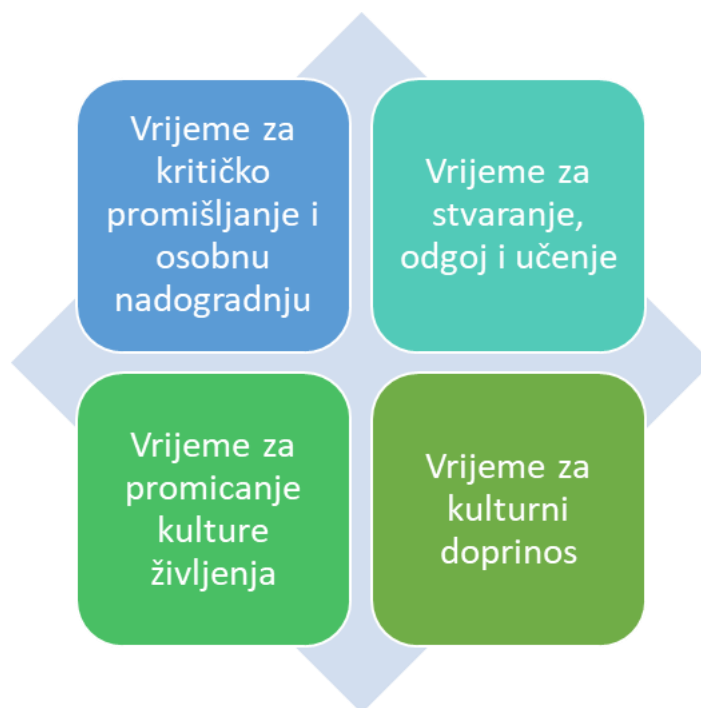 Vrijeme za
kritičko
promišljanje i
osobnu
nadogradnju
Vrijeme za
stvaranje,
odgoj i učenje
Vrijeme za
promicanje
kulture
življenja
Vrijeme za
kulturni
doprinos